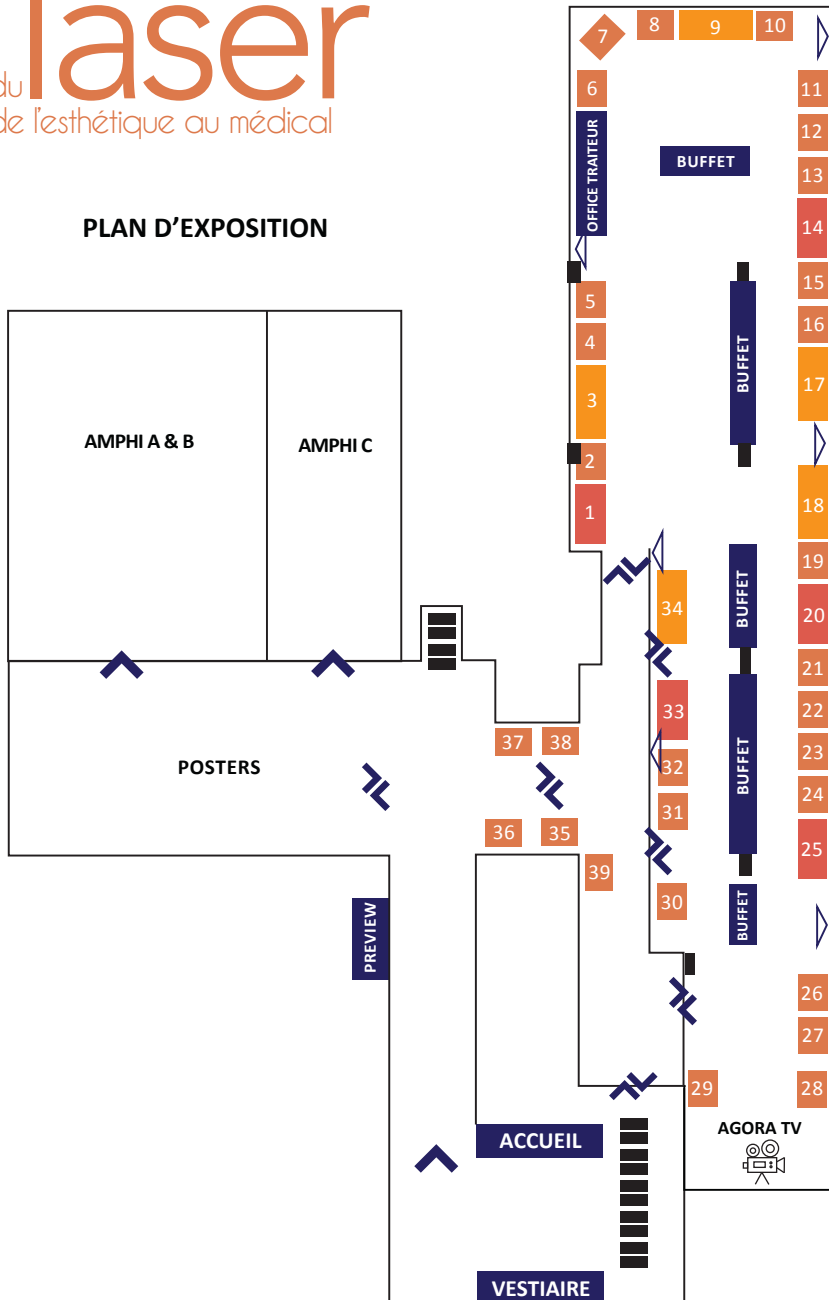 laser
du
de l'esthétique au médical
PLAN D'EXPOSITION
7
8
9
10
6
11
OFFICE TRAITEUR
12
BUFFET
13
14
5
15
4
16
BUFFET
3
17
AMPHI A & B
AMPHI C
2
1
18
19
34
BUFFET
20
21
33
22
37
38
POSTERS
32
BUFFET
23
31
24
36
35
25
39
30
BUFFET
PREVIEW
26
27
29
28
AGORA TV
ACCUEIL
VESTIAIRE